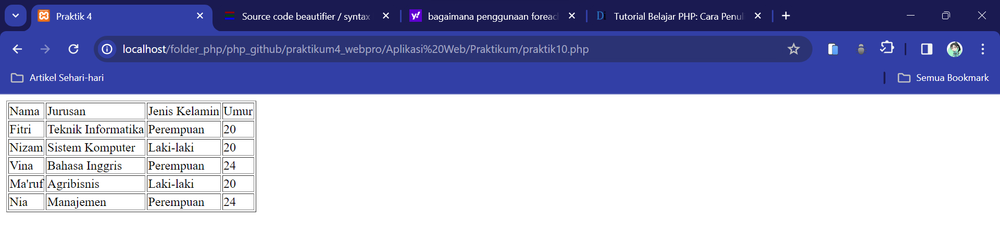 Praktik 4 Source code beautifier / syntax bagaimana penggunaan foreach Tutorial Belajar PHP: Cara Penuli
localhost/folder_php/php_github/praktikum4_webpro/Aplikasi%20Web/Praktikum/praktik10.php
Artikel Sehari-hari Semua Bookmark
Nama Jurusan Jenis Kelamin Umur
Fitri Teknik Informatika Perempuan 20
Nizam Sistem Komputer Laki-laki 20
Vina Bahasa Inggris Perempuan 24
Ma'ruf Agribisnis Laki-laki 20
Nia Manajemen Perempuan 24